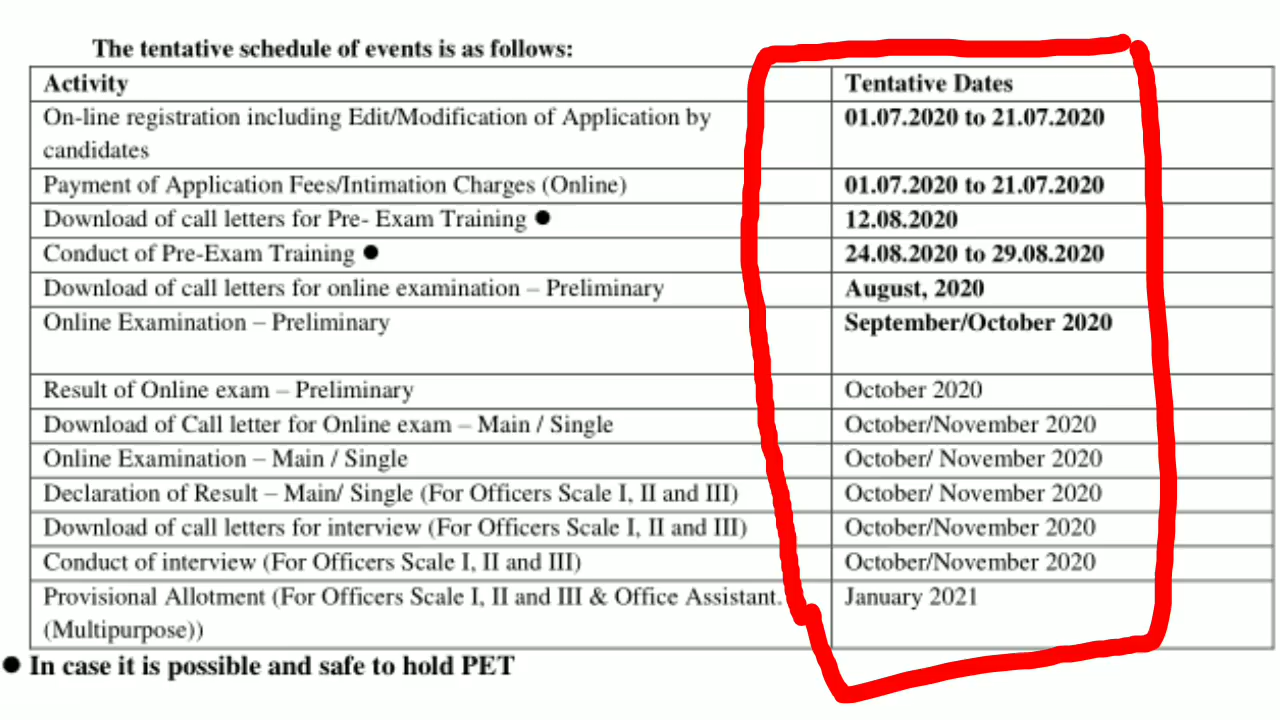 The tentative schedule of events is as follows:
Activity Tentative Dates
On-line registration including Edit/Modification of Application by 01.07.2020 to 21.07.2020
candidates
Payment of Application Fees/Intimation Charges (Online) 01.07.2020 to 21.07.2020
Download of call letters for Pre- Exam Training ● 12.08.2020
Conduct of Pre-Exam Training ● 24.08.2020 to 29.08.2020
Download of call letters for online examination – Preliminary August, 2020
Online Examination – Preliminary September/October 2020
Result of Online exam – Preliminary October 2020
Download of Call letter for Online exam – Main / Single October/November 2020
Online Examination – Main / Single October/ November 2020
Declaration of Result – Main/ Single (For Officers Scale I, II and III) October/ November 2020
Download of call letters for interview (For Officers Scale I, II and III) October/November 2020
Conduct of interview (For Officers Scale I, II and III) October/November 2020
Provisional Allotment (For Officers Scale I, II and III & Office Assistant. January 2021
(Multipurpose))
● In case it is possible and safe to hold PET